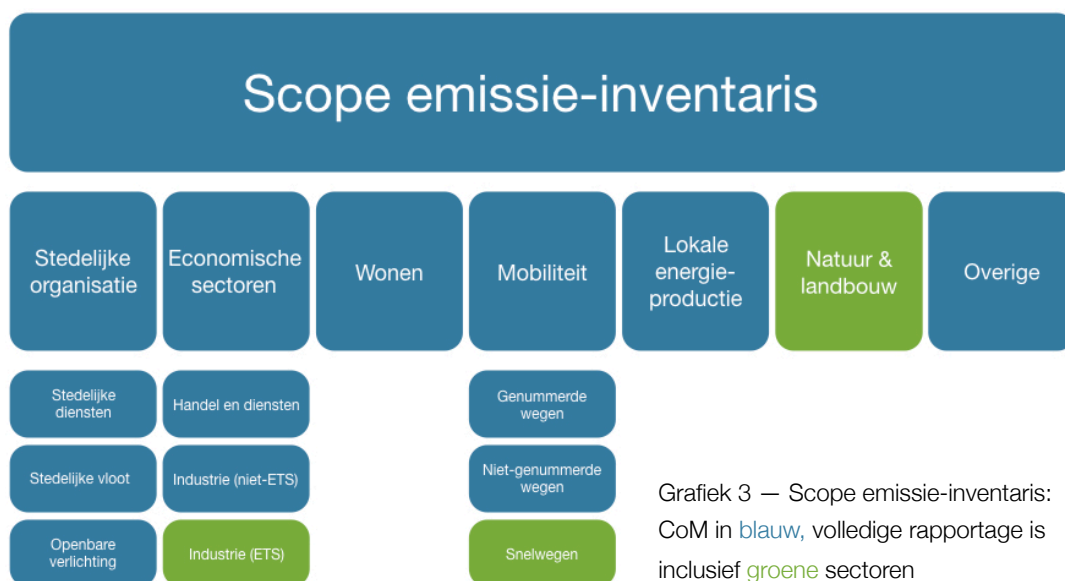 Scope emissie-inventaris
Stedelijke
organisatie
Economische
sectoren
Wonen
Mobiliteit
Lokale
energie-
productie
Natuur &
landbouw
Overige
Stedelijke
diensten
Handel en diensten
Genummerde
wegen
Stedelijke vloot
Industrie (niet-ETS)
Niet-genummerde
wegen
Openbare
verlichting
Industrie (ETS)
Snelwegen
Grafiek 3 — Scope emissie-inventaris:
CoM in blauw, volledige rapportage is
inclusief groene sectoren